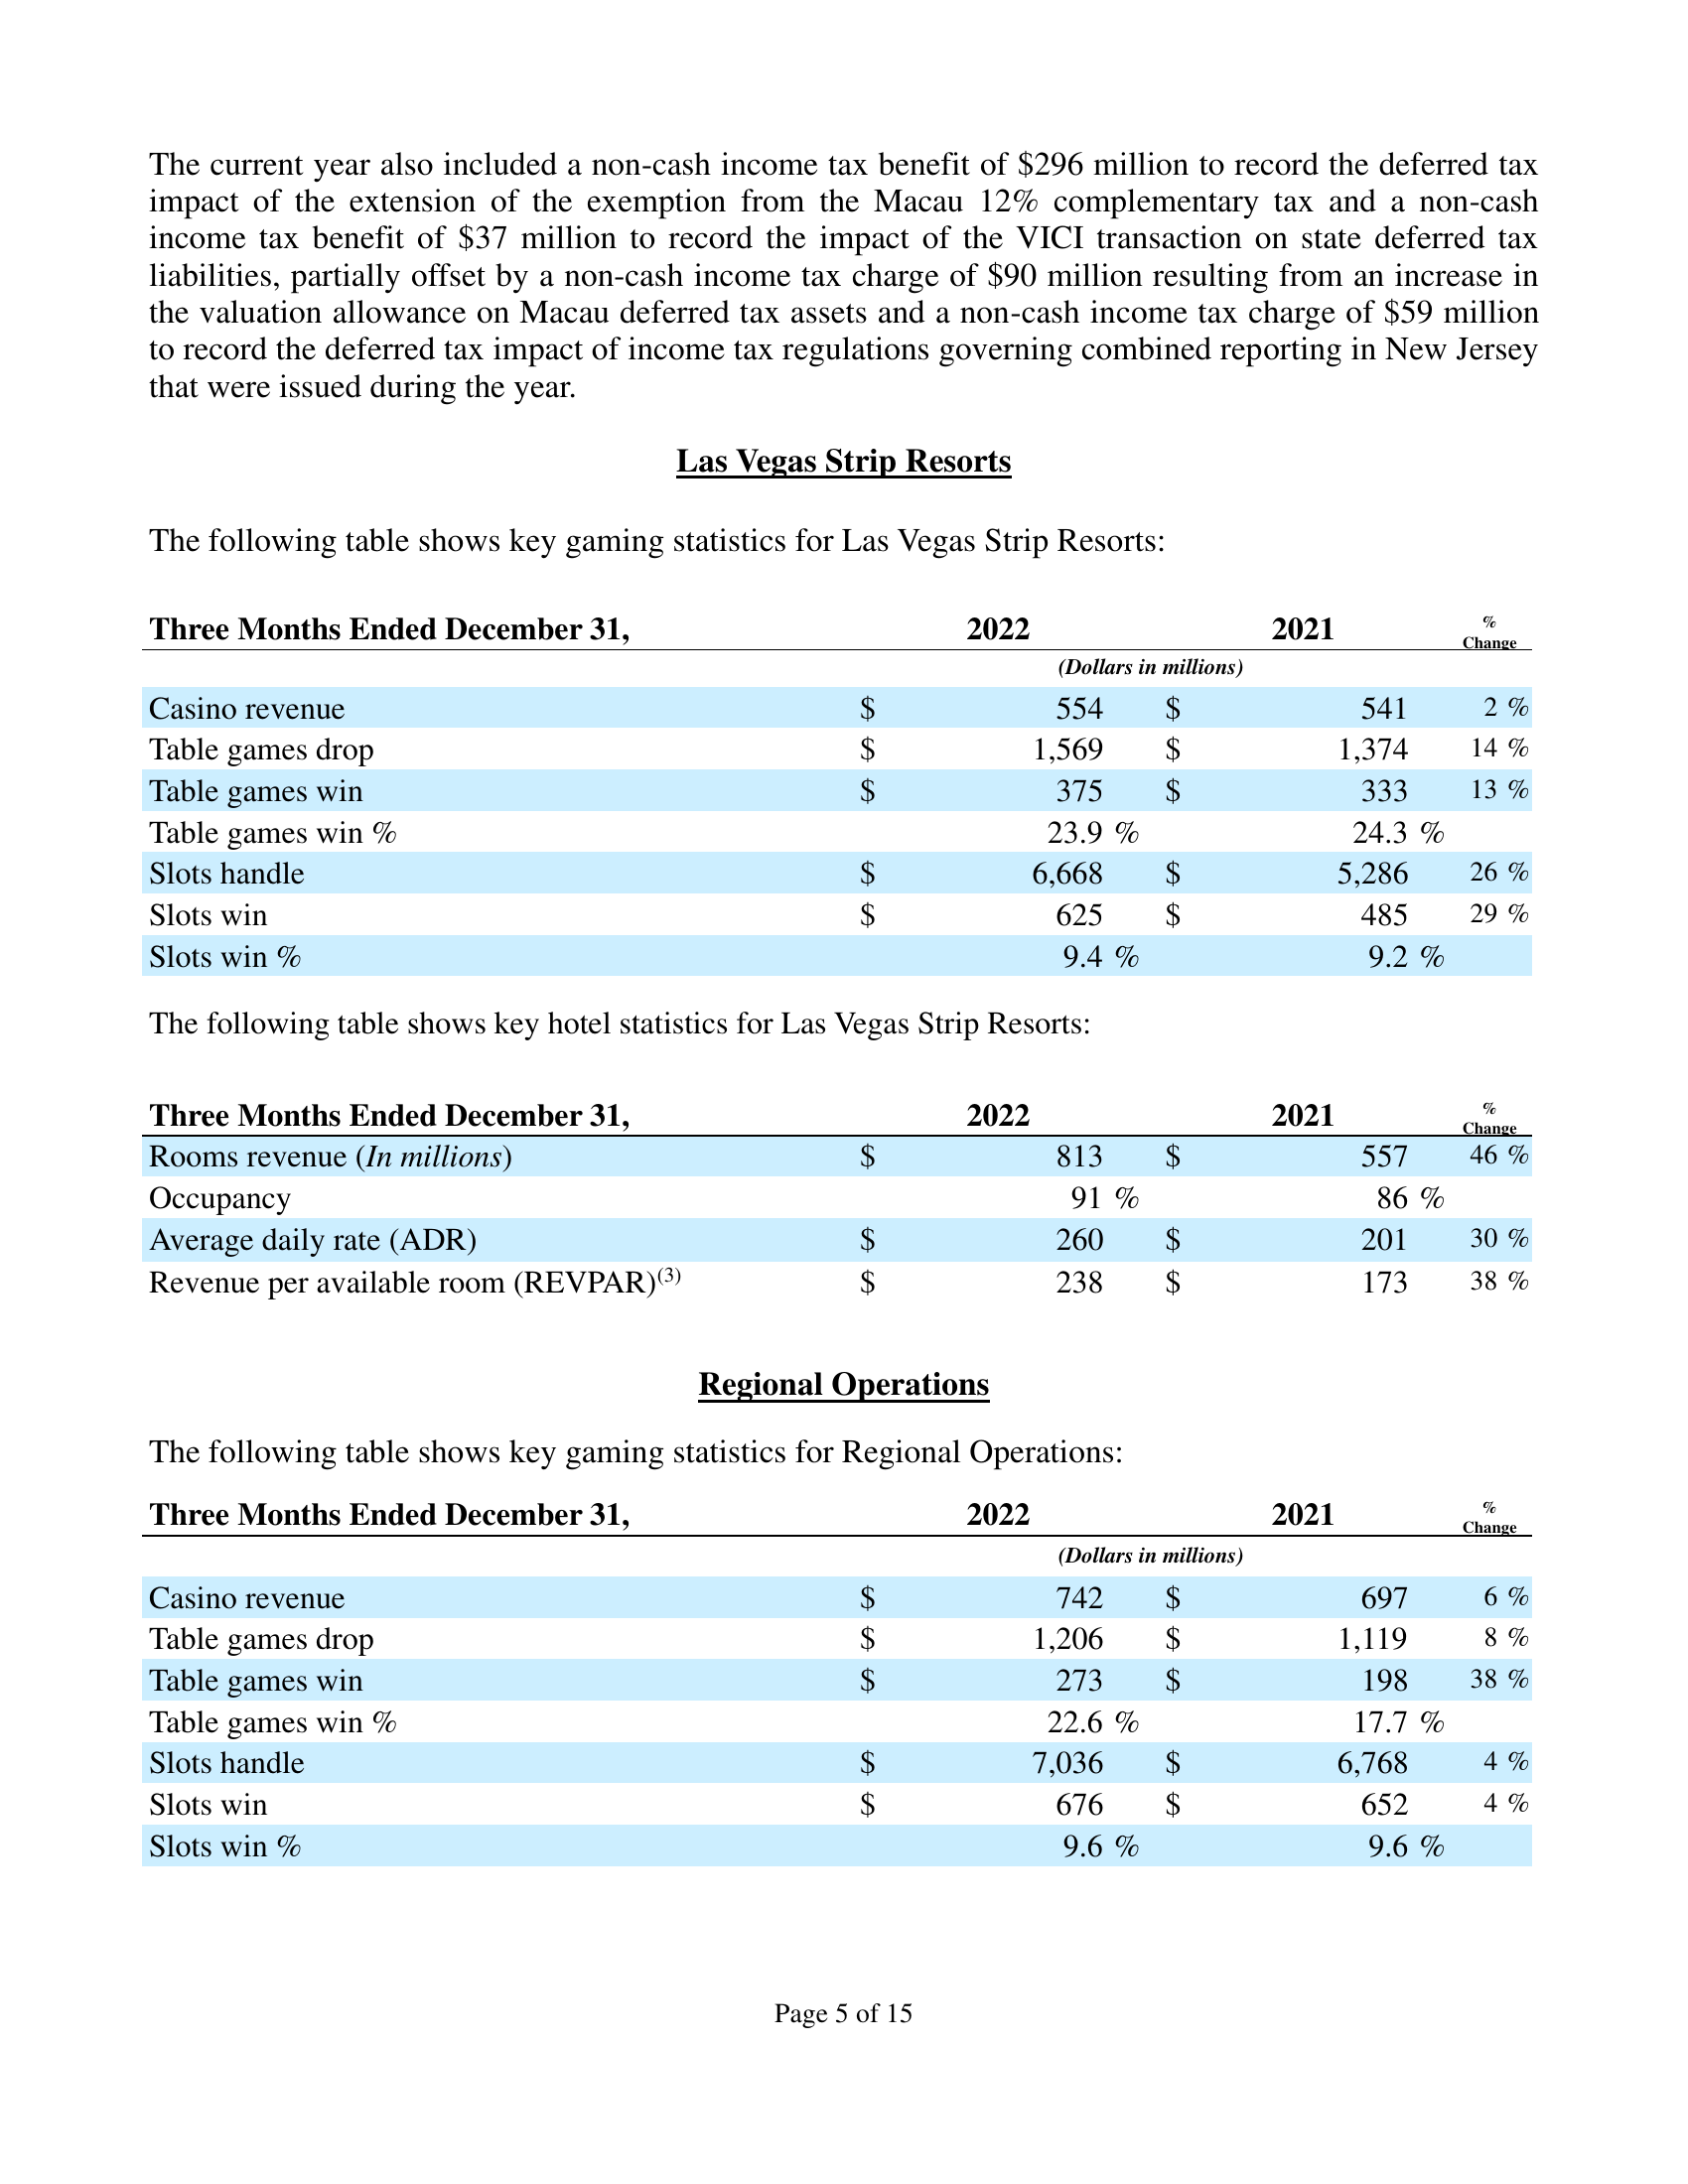 The current year also included a non-cash income tax benefit of $296 million to record the deferred tax
impact of the extension of the exemption from the Macau 12% complementary tax and a non-cash
income tax benefit of $37 million to record the impact of the VICI transaction on state deferred tax
liabilities, partially offset by a non-cash income tax charge of $90 million resulting from an increase in
the valuation allowance on Macau deferred tax assets and a non-cash income tax charge of $59 million
to record the deferred tax impact of income tax regulations governing combined reporting in New Jersey
that were issued during the year.
Las Vegas Strip Resorts
The following table shows key gaming statistics for Las Vegas Strip Resorts:
Three Months Ended December 31, 2022 2021 % Change
(Dollars in millions)
Casino revenue $ 554 $ 541 2 %
Table games drop $ 1,569 $ 1,374 14 %
Table games win $ 375 $ 333 13 %
Table games win % 23.9 % 24.3 %
Slots handle $ 6,668 $ 5,286 26 %
Slots win $ 625 $ 485 29 %
Slots win % 9.4 % 9.2 %
The following table shows key hotel statistics for Las Vegas Strip Resorts:
Three Months Ended December 31, 2022 2021 % Change
Rooms revenue (In millions) $ 813 $ 557 46 %
Occupancy 91 % 86 %
Average daily rate (ADR) $ 260 $ 201 30 %
Revenue per available room (REVPAR)(3) $ 238 $ 173 38 %
Regional Operations
The following table shows key gaming statistics for Regional Operations:
Three Months Ended December 31, 2022 2021 % Change
(Dollars in millions)
Casino revenue $ 742 $ 697 6 %
Table games drop $ 1,206 $ 1,119 8 %
Table games win $ 273 $ 198 38 %
Table games win % 22.6 % 17.7 %
Slots handle $ 7,036 $ 6,768 4 %
Slots win $ 676 $ 652 4 %
Slots win % 9.6 % 9.6 %
Page 5 of 15